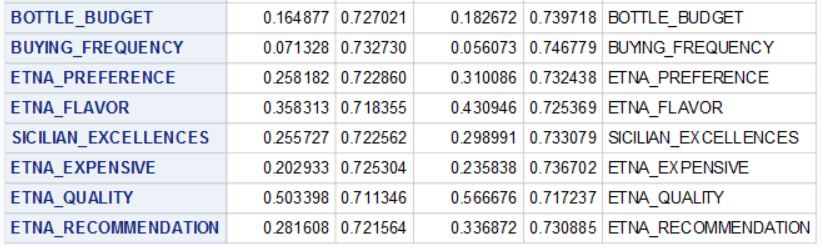 BOTTLE_BUDGET 0.164877 0.727021 0.182672 0.739718 BOTTLE_BUDGET
BUYING_FREQUENCY 0.071328 0.732730 0.056073 0.746779 BUYING_FREQUENCY
ETNA_PREFERENCE 0.258182 0.722860 0.310086 0.732438 ETNA_PREFERENCE
ETNA_FLAVOR 0.358313 0.718355 0.430946 0.725369 ETNA_FLAVOR
SICILIAN_EXCELLENCES 0.255727 0.722562 0.298991 0.733079 SICILIAN_EXCELLENCES
ETNA_EXPENSIVE 0.202933 0.725304 0.235838 0.736702 ETNA_EXPENSIVE
ETNA_QUALITY 0.503398 0.711346 0.566676 0.717237 ETNA_QUALITY
ETNA_RECOMMENDATION 0.281608 0.721564 0.336872 0.730885 ETNA_RECOMMENDATION